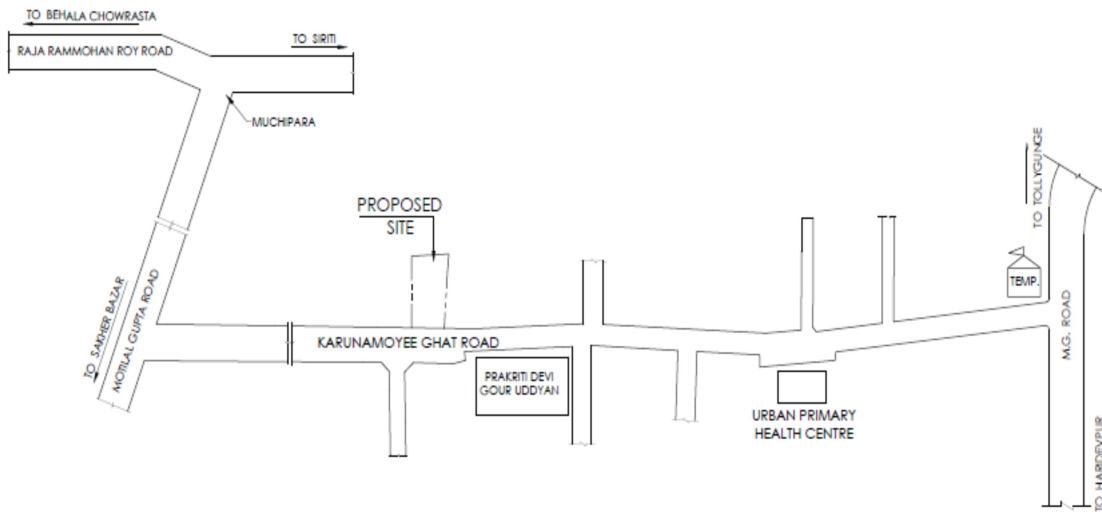 TO BEHALA CHOWRASTA
RAJA RAMMOHAN ROY ROAD
TO SIRITI
MUCHIPARA
PROPOSED
SITE
TO TOLLYGUNGE
TEMP.
TO SAKHER BAZAR
MOTILAL GUPTA ROAD
KARUNAMOYEE GHAT ROAD
M.G. ROAD
PRAKRITI DEVI
GOUR UDDYAN
URBAN PRIMARY
HEALTH CENTRE
TO HARIDEVPUR